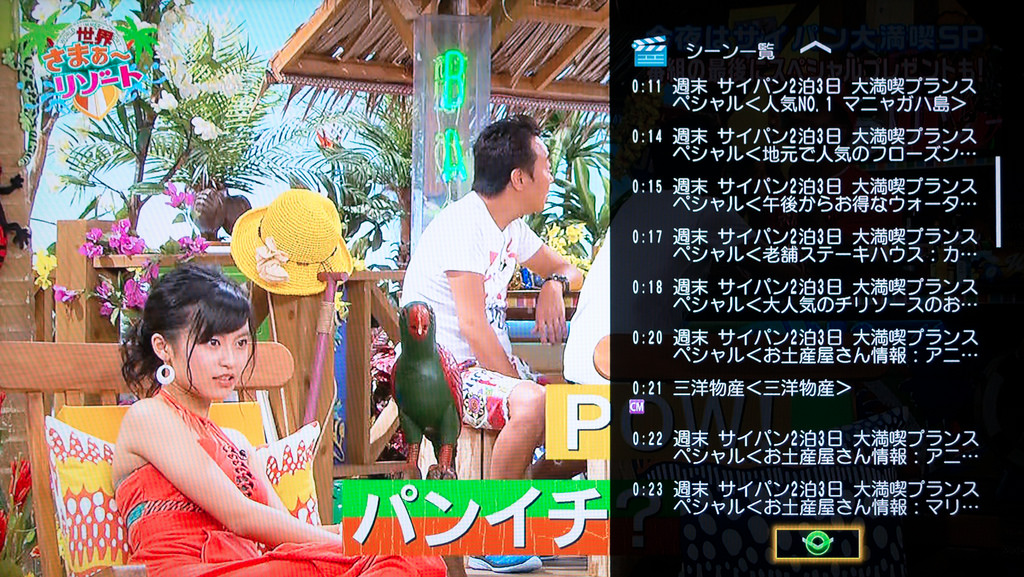 世界
さまぁ～
リゾート
BA
P
パンイチ
?
シーン一覧
0:11 週末 サイパン2泊3日 大満喫プランス
ペシャル<人気NO.1 マニャガハ島>
0:14 週末 サイパン2泊3日 大満喫プランス
ペシャル<地元で人気のフローズン…
0:15 週末 サイパン2泊3日 大満喫プランス
ペシャル<午後からお得なウォータ…
0:17 週末 サイパン2泊3日 大満喫プランス
ペシャル<老舗ステーキハウス：カ…
0:18 週末 サイパン2泊3日 大満喫プランス
ペシャル<大人気のチリソースのお…
0:20 週末 サイパン2泊3日 大満喫プランス
ペシャル<お土産屋さん情報：アニ…
0:21 三洋物産<三洋物産>
CM
0:22 週末 サイパン2泊3日 大満喫プランス
ペシャル<お土産屋さん情報：アニ…
0:23 週末 サイパン2泊3日 大満喫プランス
ペシャル<お土産屋さん情報：マリ…